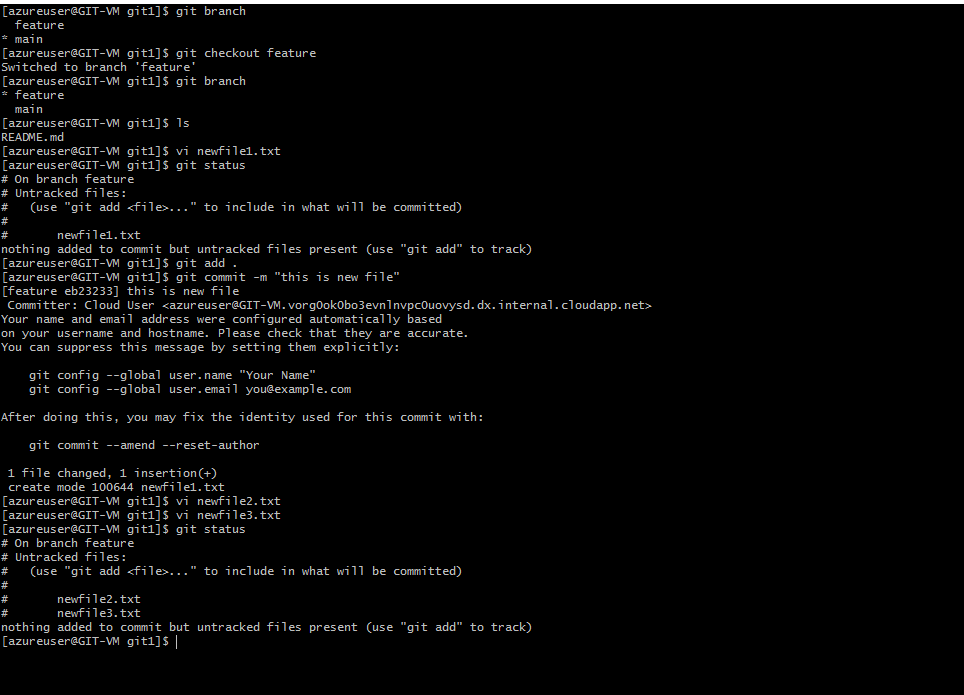 [azureuser@GIT-VM git1]$ git branch
  feature
* main
[azureuser@GIT-VM git1]$ git checkout feature
Switched to branch 'feature'
[azureuser@GIT-VM git1]$ git branch
* feature
  main
[azureuser@GIT-VM git1]$ ls
README.md
[azureuser@GIT-VM git1]$ vi newfile1.txt
[azureuser@GIT-VM git1]$ git status
# On branch feature
# Untracked files:
#   (use "git add <file>..." to include in what will be committed)
#
#       newfile1.txt
nothing added to commit but untracked files present (use "git add" to track)
[azureuser@GIT-VM git1]$ git add .
[azureuser@GIT-VM git1]$ git commit -m "this is new file"
[feature eb23233] this is new file
 Committer: Cloud User <azureuser@GIT-VM.vorg0ok0bo3evnlnvpc0uovysd.dx.internal.cloudapp.net>
Your name and email address were configured automatically based
on your username and hostname. Please check that they are accurate.
You can suppress this message by setting them explicitly:

    git config --global user.name "Your Name"
    git config --global user.email you@example.com

After doing this, you may fix the identity used for this commit with:

    git commit --amend --reset-author

 1 file changed, 1 insertion(+)
 create mode 100644 newfile1.txt
[azureuser@GIT-VM git1]$ vi newfile2.txt
[azureuser@GIT-VM git1]$ vi newfile3.txt
[azureuser@GIT-VM git1]$ git status
# On branch feature
# Untracked files:
#   (use "git add <file>..." to include in what will be committed)
#
#       newfile2.txt
#       newfile3.txt
nothing added to commit but untracked files present (use "git add" to track)
[azureuser@GIT-VM git1]$